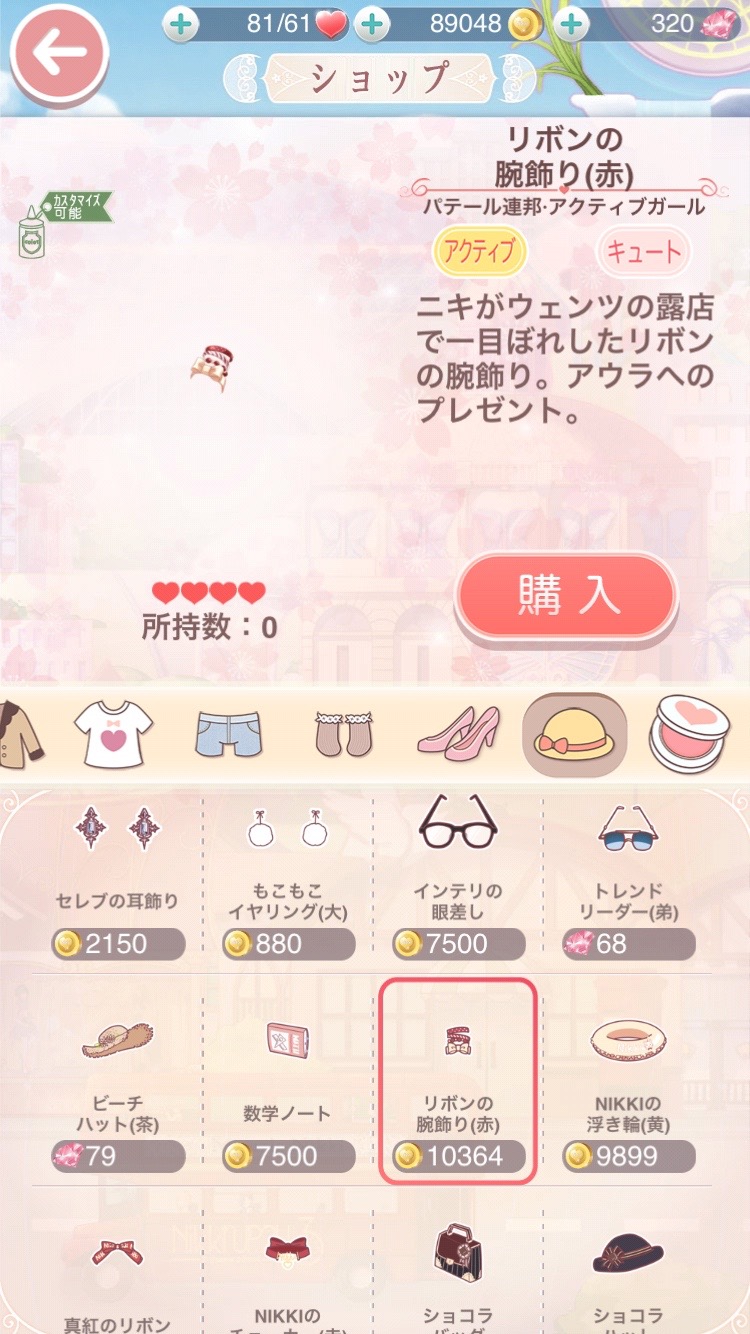 81/61
89048
320
ショップ
リボンの
腕飾り(赤)
パテール連邦·アクティブガール
カスタマイズ
可能
アクティブ
キュート
ニキがウェンツの露店
で一目ぼれしたリボン
の腕飾り。アウラへの
プレゼント。
所持数：0
購入
セレブの耳飾り
2150
もこもこ
イヤリング(大)
880
インテリの
眼差し
7500
トレンド
リーダー(弟)
68
ビーチ
ハット(茶)
79
数学ノート
7500
リボンの
腕飾り(赤)
10364
NIKKIの
浮き輪(黄)
9899
真紅のリボン
NIKKIの
ショコラ
ショコラ